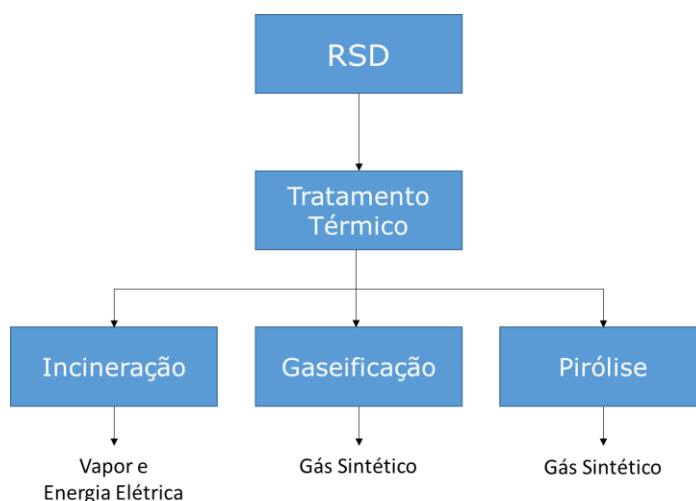 RSD
Tratamento
Térmico
Incineração
Gaseificação
Pirólise
Vapor e
Energia Elétrica
Gás Sintético
Gás Sintético